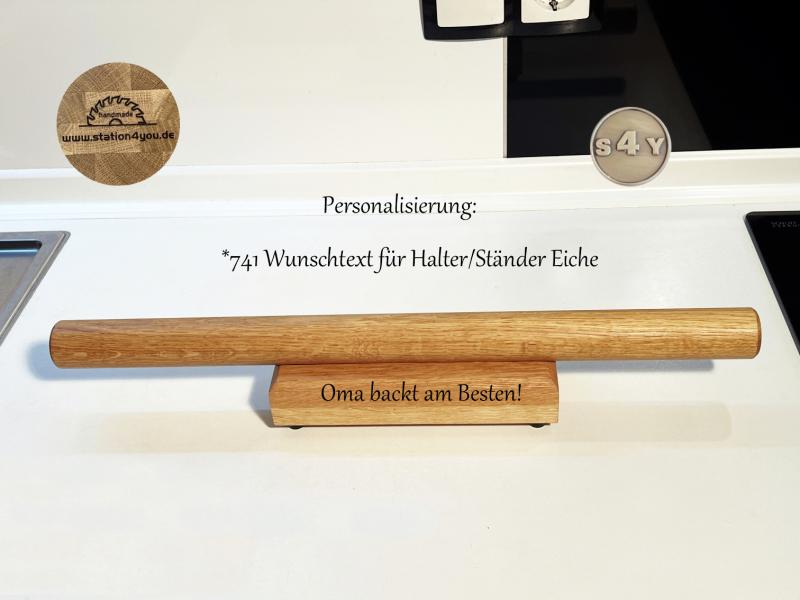 handmade
www.station4you.de
S4Y
Personalisierung:
*741 Wunschtext für Halter/Ständer Eiche
Oma backt am Besten!